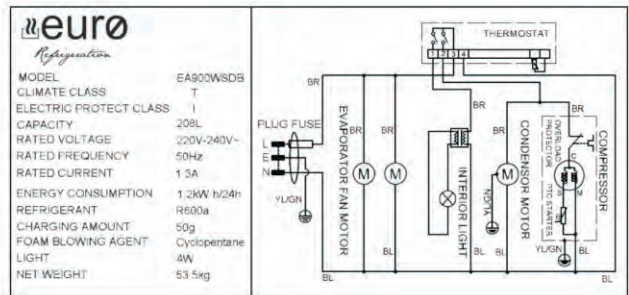 eurø
Refrigeration
MODEL EA900WSDB
CLIMATE CLASS T
ELECTRIC PROTECT CLASS I
CAPACITY 208L
RATED VOLTAGE 220V-240V~
RATED FREQUENCY 50Hz
RATED CURRENT 1.3A
ENERGY CONSUMPTION 1.2kW·h/24h
REFRIGERANT R600a
CHARGING AMOUNT 50g
FOAM BLOWING AGENT Cyclopentane
LIGHT 4W
NET WEIGHT 53.5kg
THERMOSTAT
1 2 3 4
BR
BR
BR
BR
BR
PLUG FUSE
L
E
N
YL/GN
EVAPORATOR FAN MOTOR
M
M
INTERIOR LIGHT
M
CONDENSOR MOTOR
OVERLOAD PROTECTOR
PTC STARTER
COMPRESSOR
C
S M
YL/GN
BL
BL
BL
BL
BL
BL